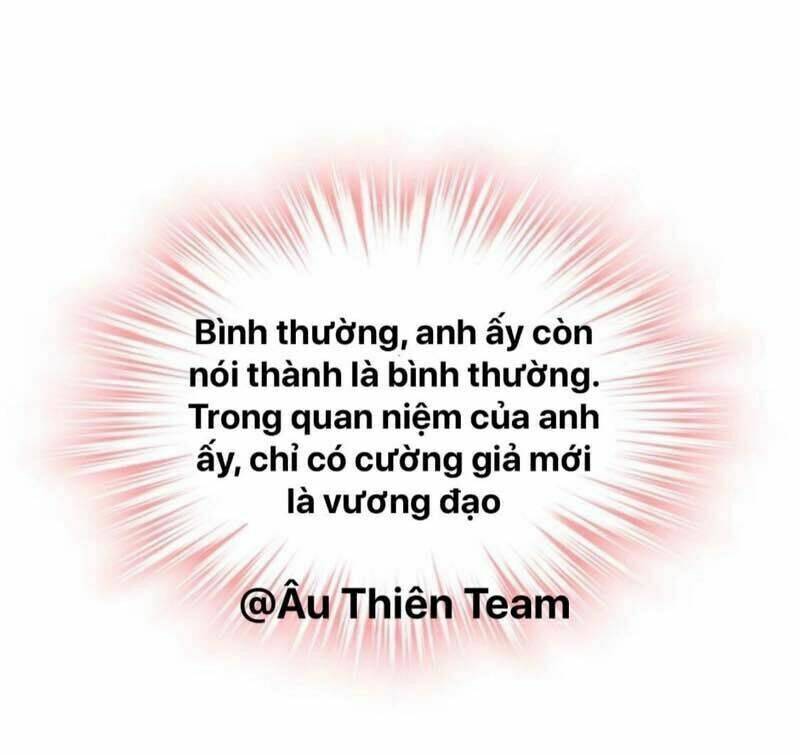 Bình thường, anh ấy còn
nói thành là bình thường.
Trong quan niệm của anh
ấy, chỉ có cường giả mới
là vương đạo
@Âu Thiên Team